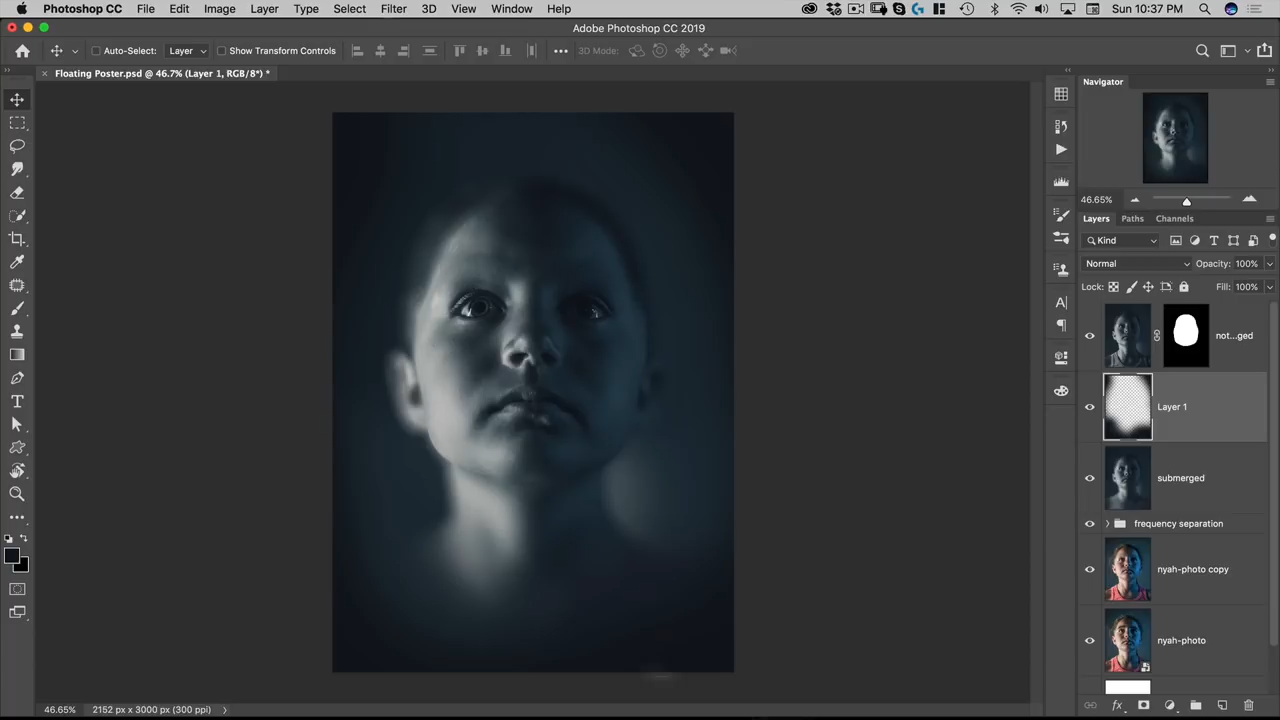 Photoshop CC File Edit Image Layer Type Select Filter 3D View Window Help Sun 10:37 PM
Adobe Photoshop CC 2019
Auto-Select: Layer Show Transform Controls 3D Mode:
Floating Poster.psd @ 46.7% (Layer 1, RGB/8*) *
Navigator
46.65%
Layers Paths Channels
Kind
Normal Opacity: 100%
Lock: Fill: 100%
not...ged
Layer 1
submerged
frequency separation
nyah-photo copy
nyah-photo
46.65% 2152 px x 3000 px (300 ppi)